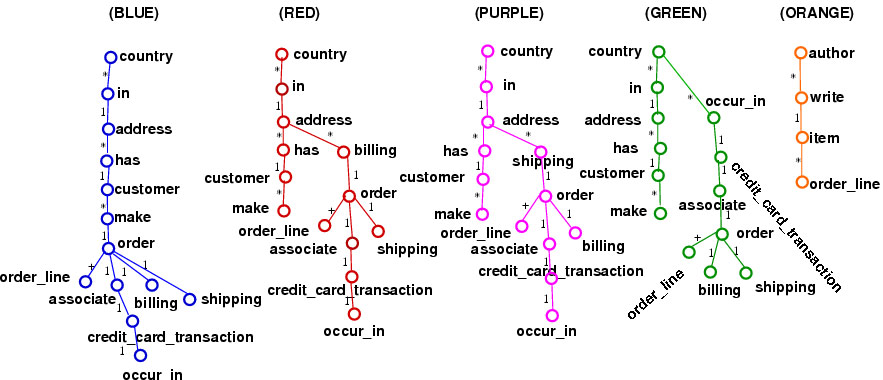 (BLUE)
country
*
in
1
address
*
has
1
customer
*
make
1
order
+
1
1
1
order_line
associate
billing
shipping
1
credit_card_transaction
1
occur_in
(RED)
country
*
in
1
address
*
*
has
billing
1
1
customer
order
*
+
1
1
make
order_line
associate
shipping
1
credit_card_transaction
1
occur_in
(PURPLE)
country
*
in
1
address
*
*
has
shipping
1
1
customer
order
*
+
1
1
make
order_line
associate
billing
1
credit_card_transaction
1
occur_in
(GREEN)
country
*
*
in
occur_in
1
1
address
credit_card_transaction
*
has
1
1
customer
associate
*
1
make
order
+
1
1
order_line
billing
shipping
(ORANGE)
author
*
write
1
item
*
order_line